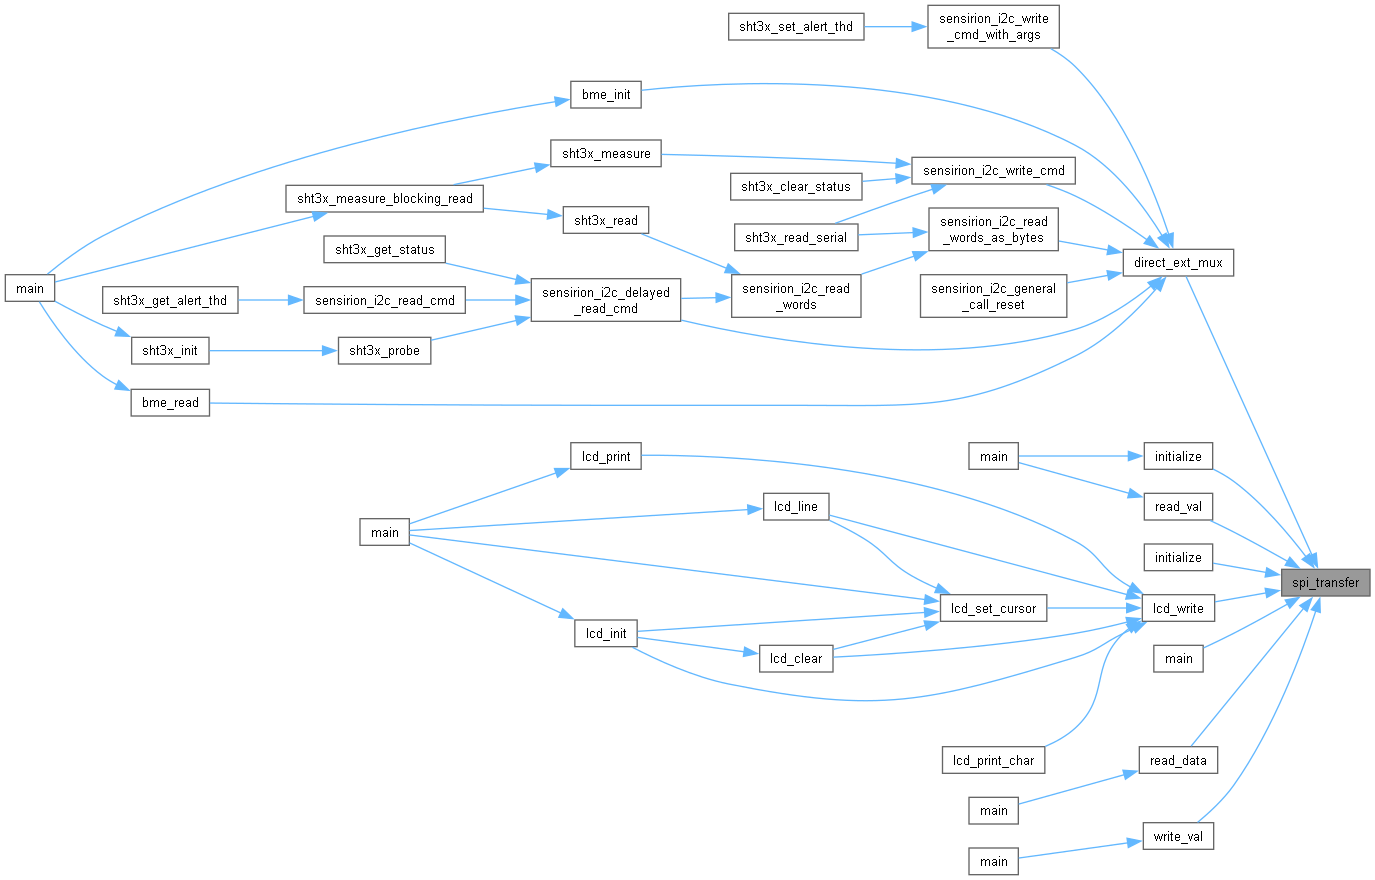 sensirion_i2c_write
_cmd_with_args
sht3x_set_alert_thd
bme_init
sht3x_measure
sensirion_i2c_write_cmd
sht3x_clear_status
sht3x_measure_blocking_read
sht3x_read
sensirion_i2c_read
_words_as_bytes
sht3x_read_serial
sht3x_get_status
direct_ext_mux
main
sht3x_get_alert_thd
sensirion_i2c_read_cmd
sensirion_i2c_delayed
_read_cmd
sensirion_i2c_read
_words
sensirion_i2c_general
_call_reset
sht3x_init
sht3x_probe
bme_read
lcd_print
main
initialize
lcd_line
read_val
main
initialize
spi_transfer
lcd_set_cursor
lcd_write
lcd_init
lcd_clear
main
lcd_print_char
read_data
main
write_val
main